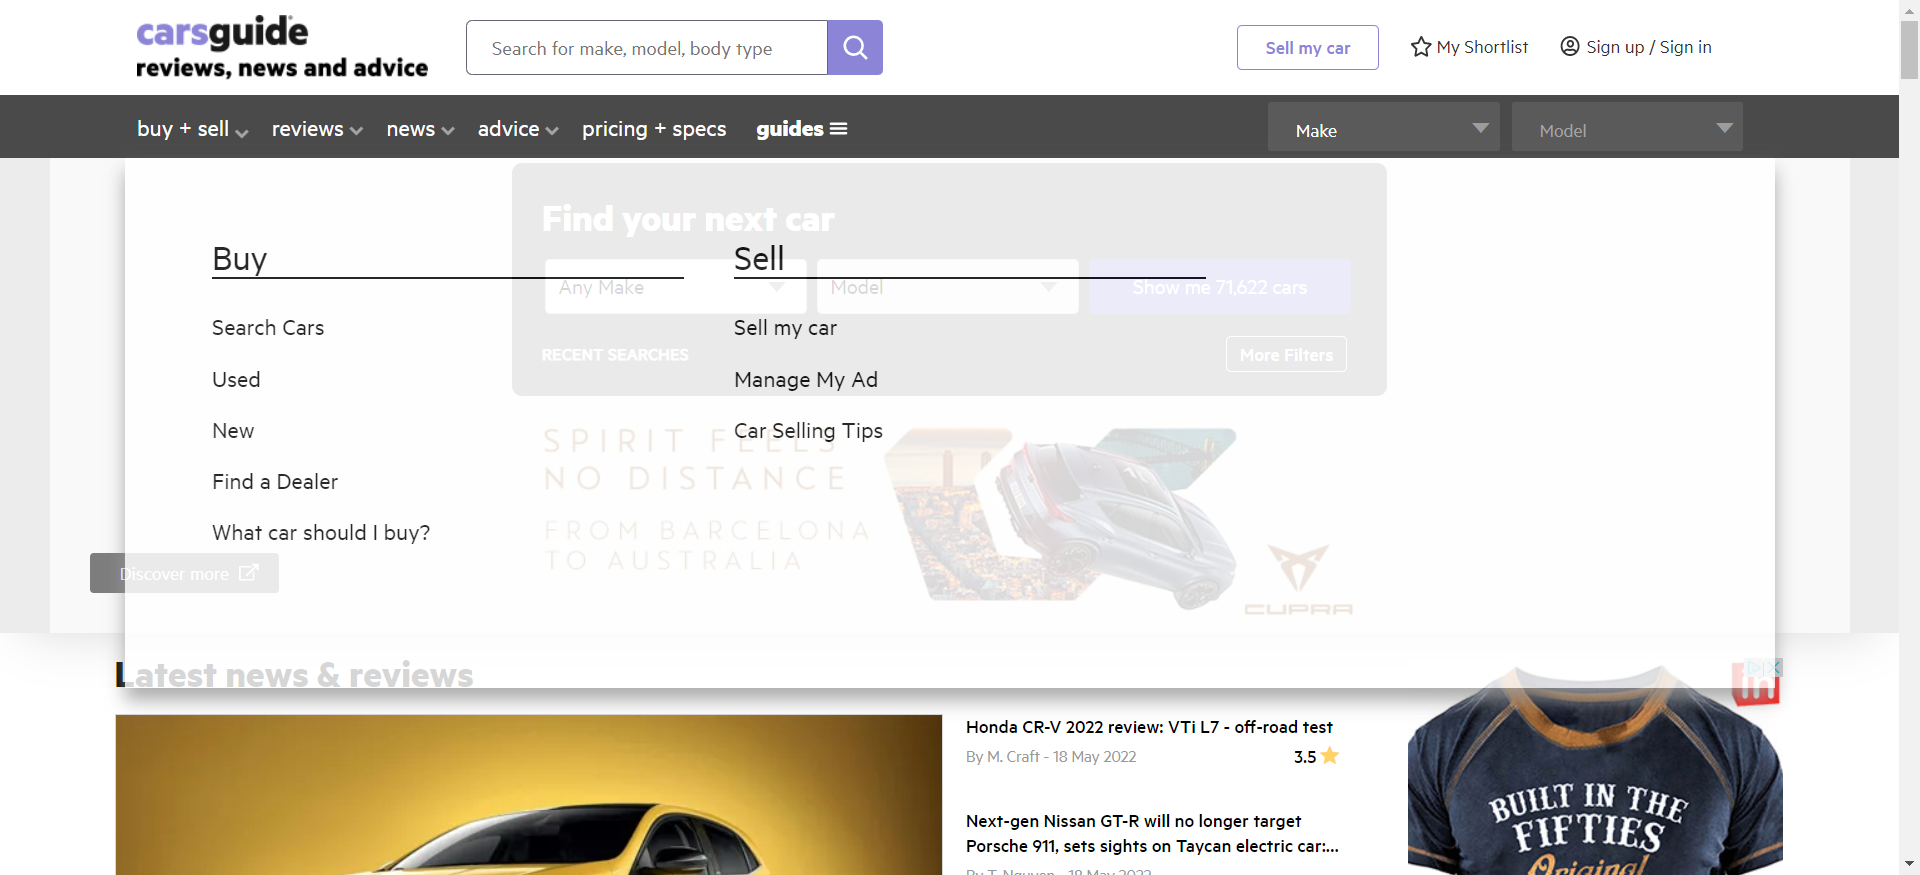 carsguide
reviews, news and advice
Search for make, model, body type
Sell my car
My Shortlist
Sign up / Sign in
buy + sell
reviews
news
advice
pricing + specs
guides
Make
Model
Find your next car
Buy
Sell
Any Make
Model
Show me 71,622 cars
Search Cars
Sell my car
RECENT SEARCHES
More Filters
Used
Manage My Ad
New
Car Selling Tips
SPIRIT FEELS
NO DISTANCE
Find a Dealer
What car should I buy?
FROM BARCELONA
TO AUSTRALIA
Discover more
CUPRA
Latest news & reviews
Honda CR-V 2022 review: VTi L7 - off-road test
By M. Craft - 18 May 2022
3.5
Next-gen Nissan GT-R will no longer target
Porsche 911, sets sights on Taycan electric car:...
By T. Nguyen - 18 May 2022
in
BUILT IN THE
FIFTIES
Original